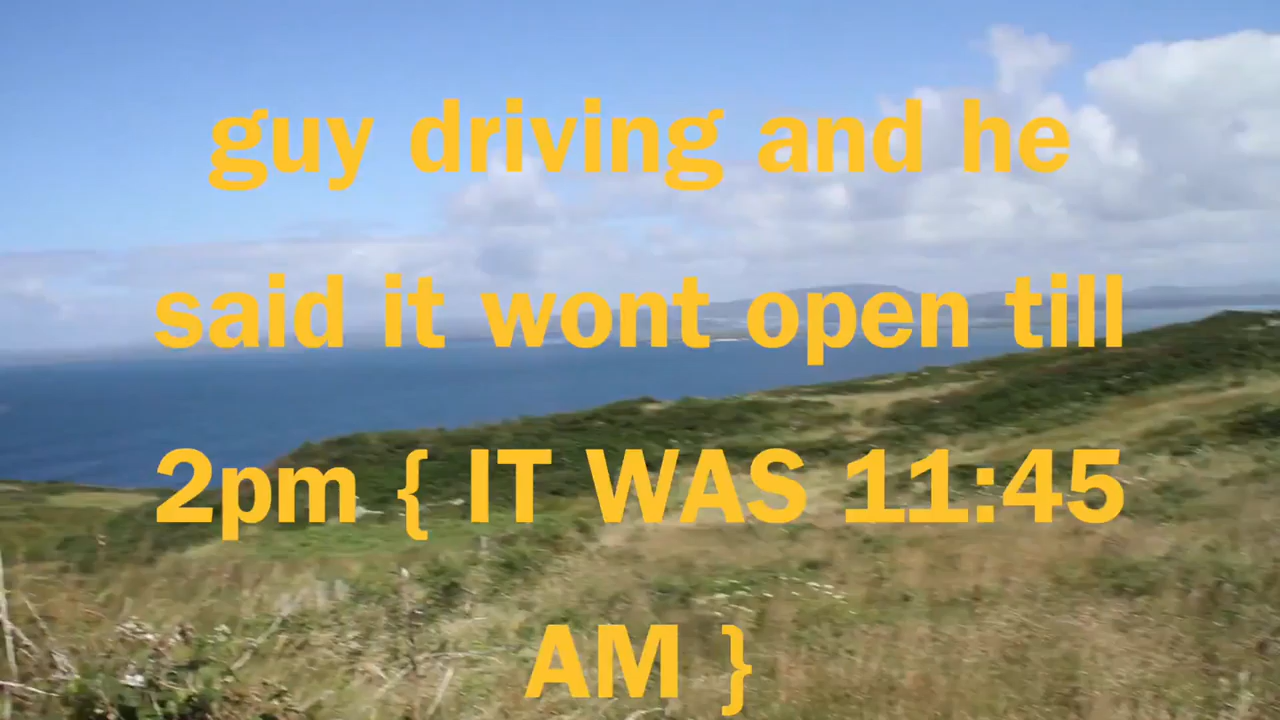 guy driving and he
said it wont open till
2pm { IT WAS 11:45
AM }